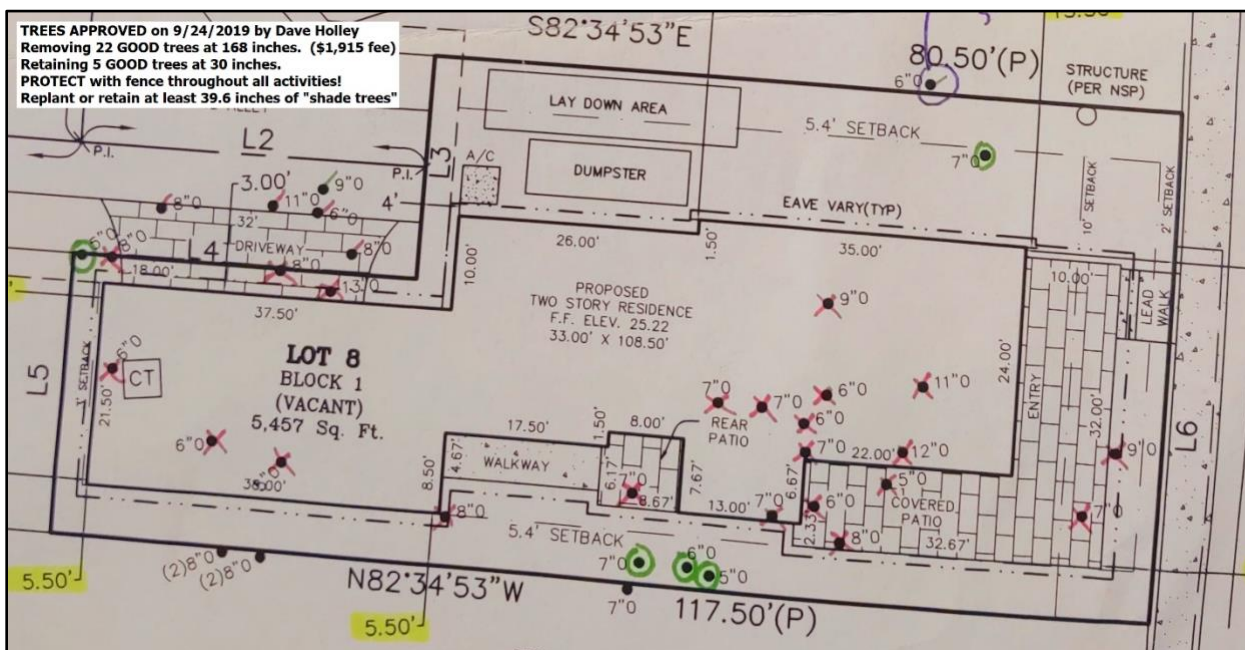 TREES APPROVED on 9/24/2019 by Dave Holley
Removing 22 GOOD trees at 168 inches. ($1,915 fee)
Retaining 5 GOOD trees at 30 inches.
PROTECT with fence throughout all activities!
Replant or retain at least 39.6 inches of "shade trees"
S82°34'53"E
80.50'(P)
6"O
STRUCTURE
(PER NSP)
LAY DOWN AREA
5.4' SETBACK
7"O
L2
P.I.
P.I.
L3
A/C
DUMPSTER
10' SETBACK
2' SETBACK
3.00'
9"O
4'
8"O
11"O
6"O
32'
EAVE VARY(TYP)
DRIVEWAY
8"O
26.00'
1.50'
35.00'
6"O
8"O
4
18.00'
8"O
13"O
10.00'
10.00'
37.50'
PROPOSED
TWO STORY RESIDENCE
F.F. ELEV. 25.22
33.00' X 108.50'
9"O
LEAD
WALK
LOT 8
BLOCK 1
(VACANT)
5,457 Sq. Ft.
6"O
CT
L5
1' SETBACK
21.50'
24.00'
ENTRY
32.00'
L6
7"O
7"O
6"O
11"O
6"O
REAR
PATIO
17.50'
1.50'
8.00'
6"O
7"O
22.00'
12"O
9"O
WALKWAY
4.67'
8.50'
6.17'
7"O
8.67'
7.67'
6.67'
5"O
38.00'
8"O
13.00'
7"O
6"O
COVERED
PATIO
7"O
2.33'
8"O
32.67'
5.4' SETBACK
(2)8"O
(2)8"O
7"O
6"O
5"O
5.50'
N82°34'53"W
7"O
117.50'(P)
5.50'